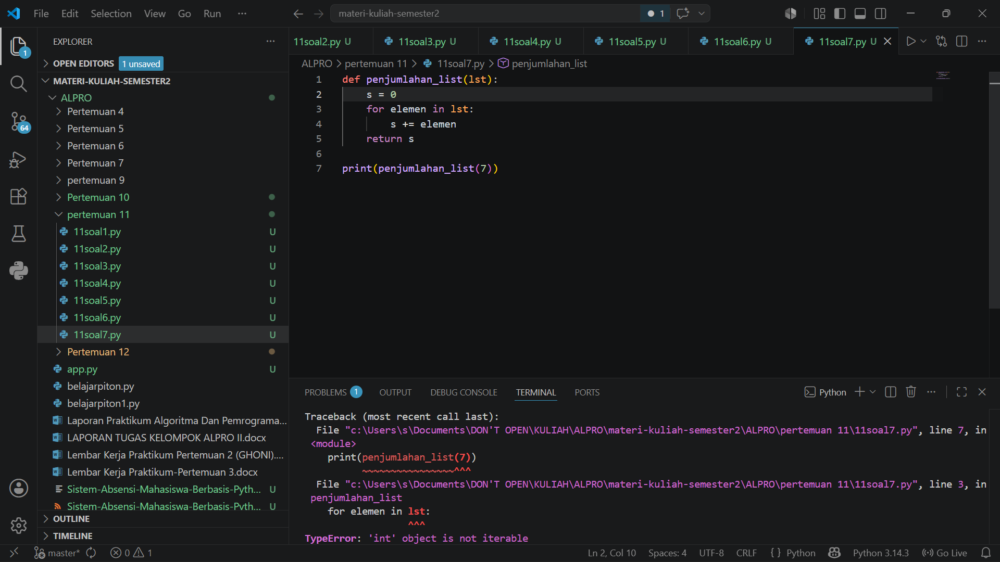 File Edit Selection View Go Run ···
materi-kuliah-semester2
1
EXPLORER
1
64
OPEN EDITORS 1 unsaved
MATERI-KULIAH-SEMESTER2
ALPRO
Pertemuan 4
Pertemuan 5
Pertemuan 6
Pertemuan 7
pertemuan 9
Pertemuan 10
pertemuan 11
11soal1.py U
11soal2.py U
11soal3.py U
11soal4.py U
11soal5.py U
11soal6.py U
11soal7.py U
Pertemuan 12
app.py U
belajarpiton.py
belajarpiton1.py
Laporan Praktikum Algoritma Dan Pemrograma...
LAPORAN TUGAS KELOMPOK ALPRO II.docx
Lembar Kerja Praktikum Pertemuan 2 (GHONI)....
Lembar Kerja Praktikum-Pertemuan 3.docx
Sistem-Absensi-Mahasiswa-Berbasis-Pyth... U
Sistem-Absensi-Mahasiswa-Berbasis-Pyth... U
OUTLINE
TIMELINE
11soal2.py U 11soal3.py U 11soal4.py U 11soal5.py U 11soal6.py U 11soal7.py U
ALPRO > pertemuan 11 > 11soal7.py > penjumlahan_list
1 def penjumlahan_list(lst):
2 s = 0
3 for elemen in lst:
4 s += elemen
5 return s
6
7 print(penjumlahan_list(7))
PROBLEMS 1 OUTPUT DEBUG CONSOLE TERMINAL PORTS
Python
Traceback (most recent call last):
File "c:\Users\s\Documents\DON'T OPEN\KULIAH\ALPRO\materi-kuliah-semester2\ALPRO\pertemuan 11\11soal7.py", line 7, in
<module>
print(penjumlahan_list(7))
~~~~~~~~~~~~~~~~^^^
File "c:\Users\s\Documents\DON'T OPEN\KULIAH\ALPRO\materi-kuliah-semester2\ALPRO\pertemuan 11\11soal7.py", line 3, in
penjumlahan_list
for elemen in lst:
^^^
TypeError: 'int' object is not iterable
master* 0 1 Ln 2, Col 10 Spaces: 4 UTF-8 CRLF { } Python Python 3.14.3 Go Live